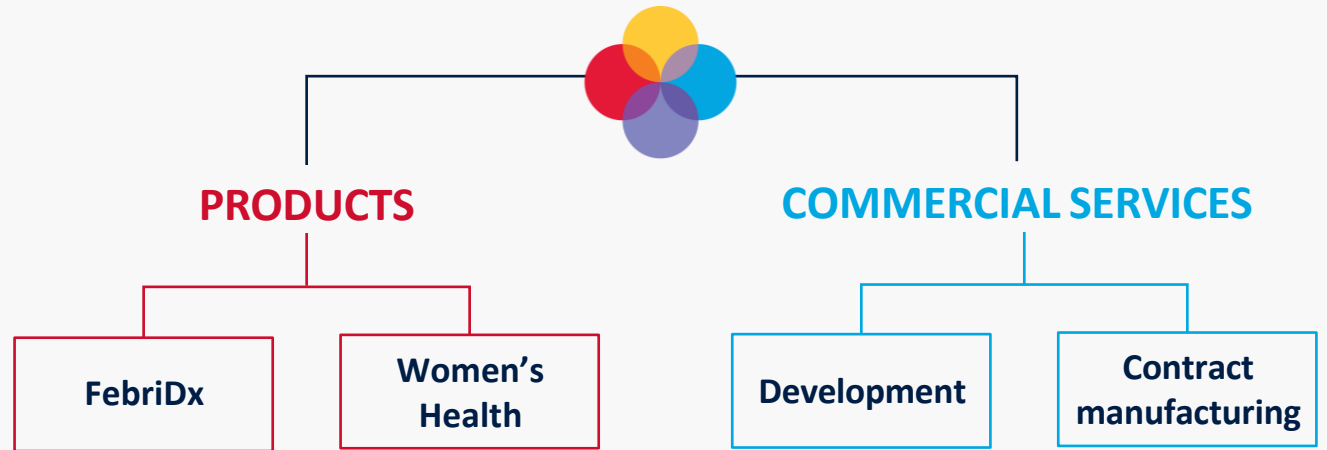 PRODUCTS
COMMERCIAL SERVICES
FebriDx
Women’s
Health
Development
Contract
manufacturing